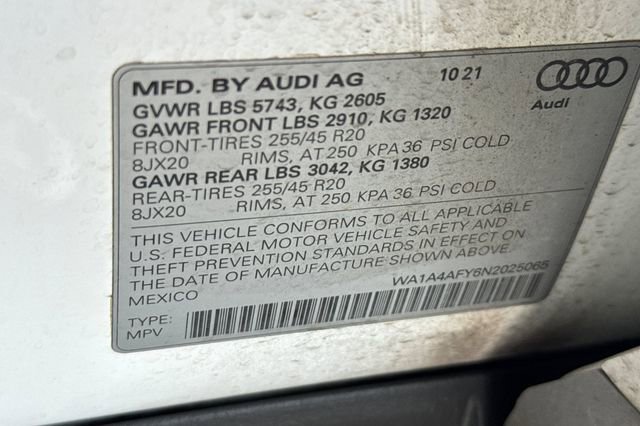 MFD. BY AUDI AG 10 21
GVWR LBS 5743, KG 2605
GAWR FRONT LBS 2910, KG 1320
FRONT-TIRES 255/45 R20
8JX20 RIMS, AT 250 KPA 36 PSI COLD
GAWR REAR LBS 3042, KG 1380
REAR-TIRES 255/45 R20
8JX20 RIMS, AT 250 KPA 36 PSI COLD
Audi
THIS VEHICLE CONFORMS TO ALL APPLICABLE
U.S. FEDERAL MOTOR VEHICLE SAFETY AND
THEFT PREVENTION STANDARDS IN EFFECT ON
THE DATE OF MANUFACTURE SHOWN ABOVE.
MEXICO WA1A4AFY6N2025065
TYPE:
MPV